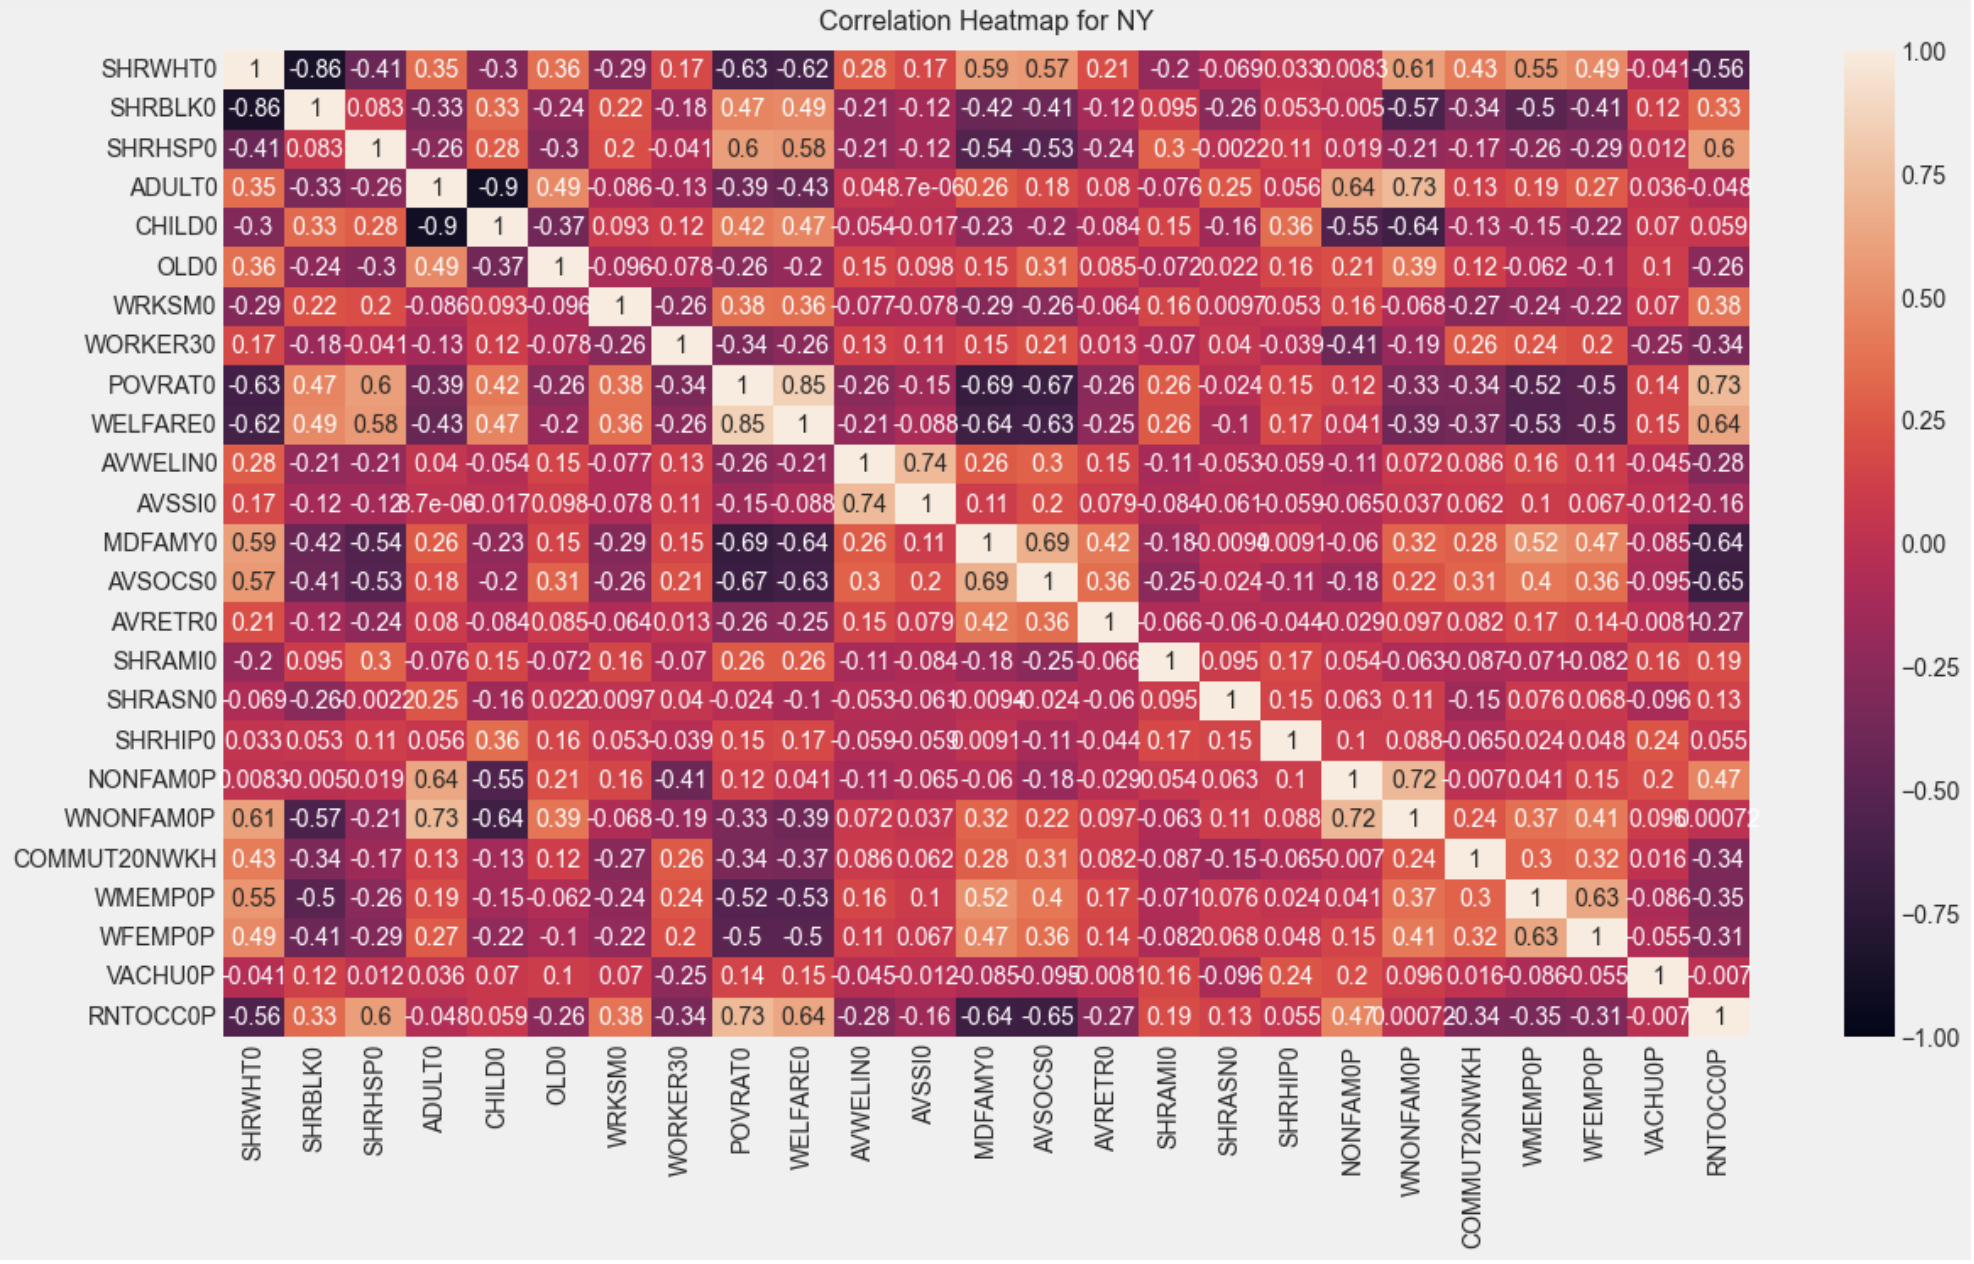 Correlation Heatmap for NY
SHRWHT0 1 -0.86 -0.41 0.35 -0.3 0.36 -0.29 0.17 -0.63 -0.62 0.28 0.17 0.59 0.57 0.21 -0.2 -0.069 0.033 0.0083 0.61 0.43 0.55 0.49 -0.041 -0.56
SHRBLK0 -0.86 1 0.083 -0.33 0.33 -0.24 0.22 -0.18 0.47 0.49 -0.21 -0.12 -0.42 -0.41 -0.12 0.095 -0.26 0.053 -0.005 -0.57 -0.34 -0.5 -0.41 0.12 0.33
SHRHSP0 -0.41 0.083 1 -0.26 0.28 -0.3 0.2 -0.041 0.6 0.58 -0.21 -0.12 -0.54 -0.53 -0.24 0.3 -0.0022 0.11 0.019 -0.21 -0.17 -0.26 -0.29 0.012 0.6
ADULT0 0.35 -0.33 -0.26 1 -0.9 0.49 -0.086 -0.13 -0.39 -0.43 0.04 8.7e-06 0.26 0.18 0.08 -0.076 0.25 0.056 0.64 0.73 0.13 0.19 0.27 0.036 -0.048
CHILD0 -0.3 0.33 0.28 -0.9 1 -0.37 0.093 0.12 0.42 0.47 -0.054 -0.017 -0.23 -0.2 -0.084 0.15 -0.16 0.36 -0.55 -0.64 -0.13 -0.15 -0.22 0.07 0.059
OLD0 0.36 -0.24 -0.3 0.49 -0.37 1 -0.096 -0.078 -0.26 -0.2 0.15 0.098 0.15 0.31 0.085 -0.072 0.022 0.16 0.21 0.39 0.12 -0.062 -0.1 0.1 -0.26
WRKSM0 -0.29 0.22 0.2 -0.086 0.093 -0.096 1 -0.26 0.38 0.36 -0.077 -0.078 -0.29 -0.26 -0.064 0.16 0.0097 0.053 0.16 -0.068 -0.27 -0.24 -0.22 0.07 0.38
WORKER30 0.17 -0.18 -0.041 -0.13 0.12 -0.078 -0.26 1 -0.34 -0.26 0.13 0.11 0.15 0.21 0.013 -0.07 0.04 -0.039 -0.41 -0.19 0.26 0.24 0.2 -0.25 -0.34
POVRAT0 -0.63 0.47 0.6 -0.39 0.42 -0.26 0.38 -0.34 1 0.85 -0.26 -0.15 -0.69 -0.67 -0.26 0.26 -0.024 0.15 0.12 -0.33 -0.34 -0.52 -0.5 0.14 0.73
WELFARE0 -0.62 0.49 0.58 -0.43 0.47 -0.2 0.36 -0.26 0.85 1 -0.21 -0.088 -0.64 -0.63 -0.25 0.26 -0.1 0.17 0.041 -0.39 -0.37 -0.53 -0.5 0.15 0.64
AVWELIN0 0.28 -0.21 -0.21 0.04 -0.054 0.15 -0.077 0.13 -0.26 -0.21 1 0.74 0.26 0.3 0.15 -0.11 -0.053 -0.059 -0.11 0.072 0.086 0.16 0.11 -0.045 -0.28
AVSSI0 0.17 -0.12 -0.12 8.7e-06 -0.017 0.098 -0.078 0.11 -0.15 -0.088 0.74 1 0.11 0.2 0.079 -0.084 -0.061 -0.059 -0.065 0.037 0.062 0.1 0.067 -0.012 -0.16
MDFAMY0 0.59 -0.42 -0.54 0.26 -0.23 0.15 -0.29 0.15 -0.69 -0.64 0.26 0.11 1 0.69 0.42 -0.18 -0.0094 0.0091 -0.06 0.32 0.28 0.52 0.47 -0.085 -0.64
AVSOCS0 0.57 -0.41 -0.53 0.18 -0.2 0.31 -0.26 0.21 -0.67 -0.63 0.3 0.2 0.69 1 0.36 -0.25 -0.024 -0.11 -0.18 0.22 0.31 0.4 0.36 -0.095 -0.65
AVRETR0 0.21 -0.12 -0.24 0.08 -0.084 0.085 -0.064 0.013 -0.26 -0.25 0.15 0.079 0.42 0.36 1 -0.066 -0.06 -0.044 -0.029 0.097 0.082 0.17 0.14 -0.0081 -0.27
SHRAMI0 -0.2 0.095 0.3 -0.076 0.15 -0.072 0.16 -0.07 0.26 0.26 -0.11 -0.084 -0.18 -0.25 -0.066 1 0.095 0.17 0.054 -0.063 -0.087 -0.071 -0.082 0.16 0.19
SHRASN0 -0.069 -0.26 -0.0022 0.25 -0.16 0.022 0.0097 0.04 -0.024 -0.1 -0.053 -0.061 -0.0094 -0.024 -0.06 0.095 1 0.15 0.063 0.11 -0.15 0.076 0.068 -0.096 0.13
SHRHIP0 0.033 0.053 0.11 0.056 0.36 0.16 0.053 -0.039 0.15 0.17 -0.059 -0.059 0.0091 -0.11 -0.044 0.17 0.15 1 0.1 0.088 -0.065 0.024 0.048 0.24 0.055
NONFAM0P 0.0083 -0.005 0.019 0.64 -0.55 0.21 0.16 -0.41 0.12 0.041 -0.11 -0.065 -0.06 -0.18 -0.029 0.054 0.063 0.1 1 0.72 -0.007 0.041 0.15 0.2 0.47
WNONFAM0P 0.61 -0.57 -0.21 0.73 -0.64 0.39 -0.068 -0.19 -0.33 -0.39 0.072 0.037 0.32 0.22 0.097 -0.063 0.11 0.088 0.72 1 0.24 0.37 0.41 0.096 0.00072
COMMUT20NWKH 0.43 -0.34 -0.17 0.13 -0.13 0.12 -0.27 0.26 -0.34 -0.37 0.086 0.062 0.28 0.31 0.082 -0.087 -0.15 -0.065 -0.007 0.24 1 0.3 0.32 0.016 -0.34
WMEMP0P 0.55 -0.5 -0.26 0.19 -0.15 -0.062 -0.24 0.24 -0.52 -0.53 0.16 0.1 0.52 0.4 0.17 -0.071 0.076 0.024 0.041 0.37 0.3 1 0.63 -0.086 -0.35
WFEMP0P 0.49 -0.41 -0.29 0.27 -0.22 -0.1 -0.22 0.2 -0.5 -0.5 0.11 0.067 0.47 0.36 0.14 -0.082 0.068 0.048 0.15 0.41 0.32 0.63 1 -0.055 -0.31
VACHU0P -0.041 0.12 0.012 0.036 0.07 0.1 0.07 -0.25 0.14 0.15 -0.045 -0.012 -0.085 -0.095 -0.0081 0.16 -0.096 0.24 0.2 0.096 0.016 -0.086 -0.055 1 -0.007
RNTOCC0P -0.56 0.33 0.6 -0.048 0.059 -0.26 0.38 -0.34 0.73 0.64 -0.28 -0.16 -0.64 -0.65 -0.27 0.19 0.13 0.055 0.47 0.00072 -0.34 -0.35 -0.31 -0.007 1
SHRWHT0 SHRBLK0 SHRHSP0 ADULT0 CHILD0 OLD0 WRKSM0 WORKER30 POVRAT0 WELFARE0 AVWELIN0 AVSSI0 MDFAMY0 AVSOCS0 AVRETR0 SHRAMI0 SHRASN0 SHRHIP0 NONFAM0P WNONFAM0P COMMUT20NWKH WMEMP0P WFEMP0P VACHU0P RNTOCC0P
1.00
0.75
0.50
0.25
0.00
−0.25
−0.50
−0.75
−1.00